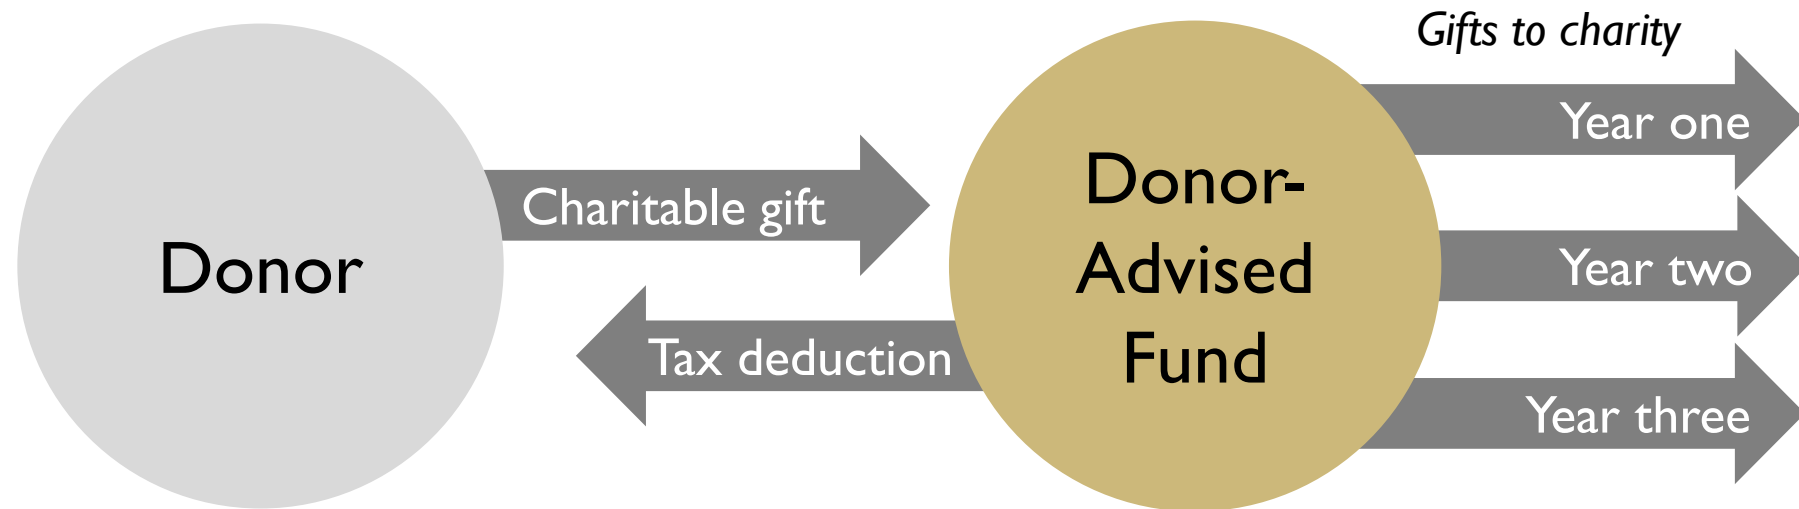 Gifts to charity
Donor
Charitable gift
Tax deduction
Donor-
Advised
Fund
Year one
Year two
Year three